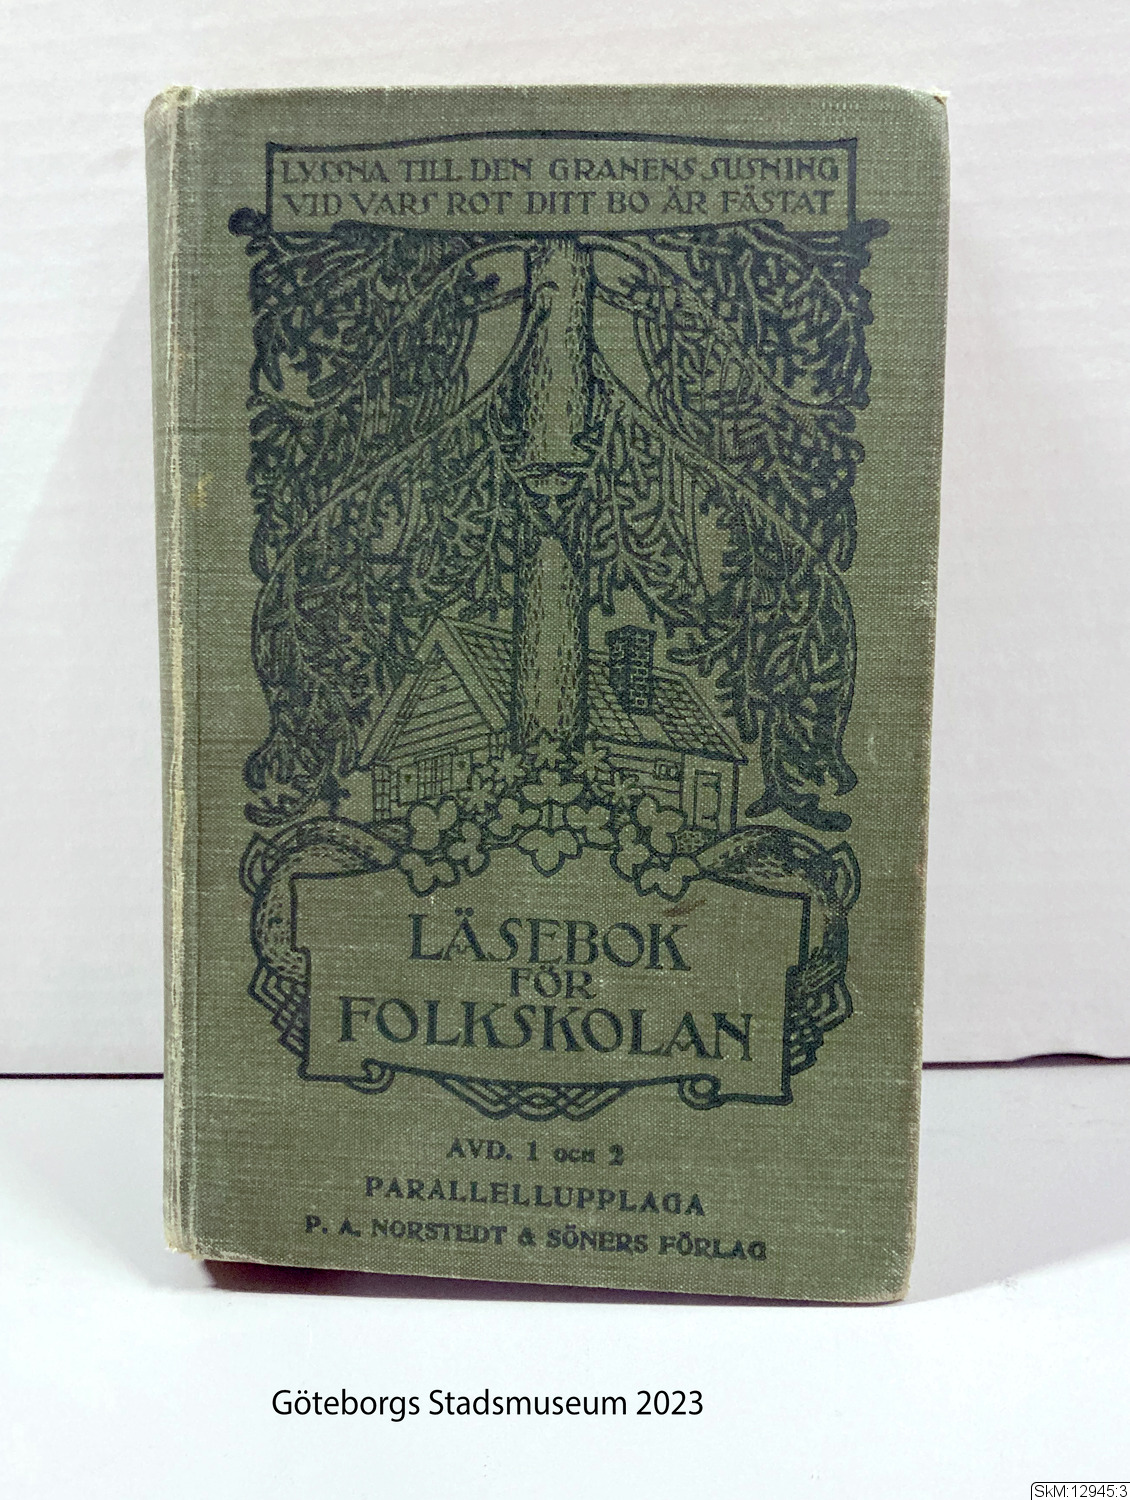 LYSSNA TILL DEN GRANENS SUSNING
VID VARS ROT DITT BO ÄR FÄSTAT
LÄSEBOK
FÖR
FOLKSKOLAN
AVD. 1 OCH 2
PARALLELLUPPLAGA
P. A. NORSTEDT & SÖNERS FÖRLAG
Göteborgs Stadsmuseum 2023
SkM:12945:3